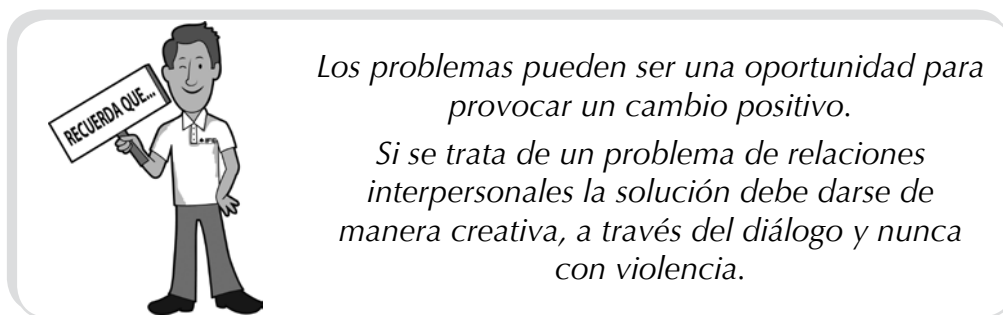 RECUERDA QUE...
Los problemas pueden ser una oportunidad para
provocar un cambio positivo.
Si se trata de un problema de relaciones
interpersonales la solución debe darse de
manera creativa, a través del diálogo y nunca
con violencia.